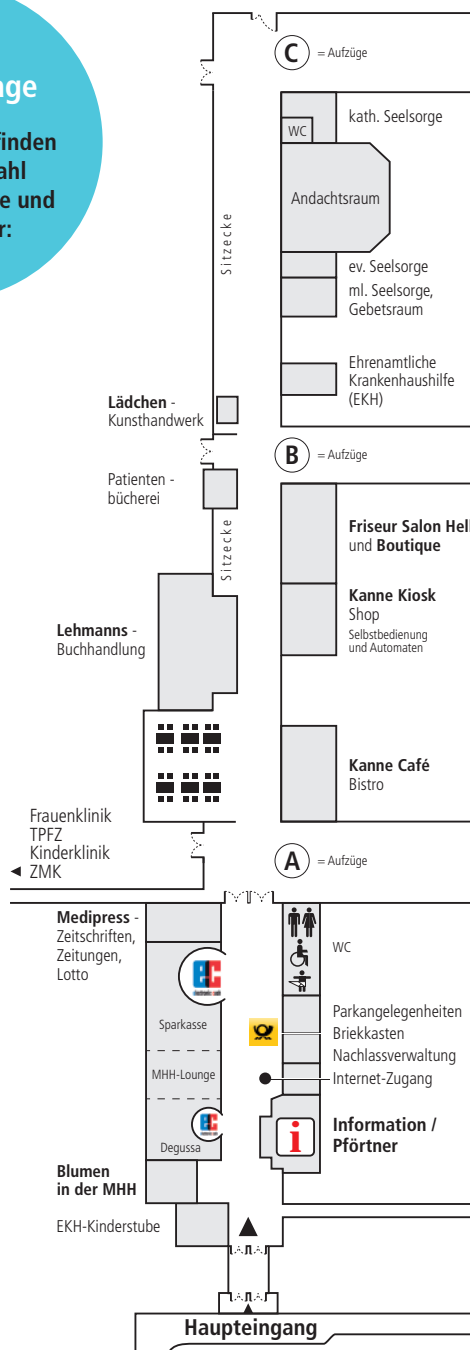 nge
finden
ahl
e und
r:
C = Aufzüge
kath. Seelsorge
WC
Andachtsraum
Sitzecke
ev. Seelsorge
ml. Seelsorge,
Gebetsraum
Ehrenamtliche
Krankenhaushilfe
(EKH)
Lädchen -
Kunsthandwerk
B = Aufzüge
Patienten -
bücherei
Sitzecke
Friseur Salon Hell
und Boutique
Kanne Kiosk
Shop
Selbstbedienung
und Automaten
Lehmanns -
Buchhandlung
Kanne Café
Bistro
Frauenklinik
TPFZ
Kinderklinik
ZMK
A = Aufzüge
Medipress -
Zeitschriften,
Zeitungen,
Lotto
WC
ec
Sparkasse
Parkangelegenheiten
Briekkasten
Nachlassverwaltung
MHH-Lounge
Internet-Zugang
ec
Degussa
i
Information /
Pförtner
Blumen
in der MHH
EKH-Kinderstube
Haupteingang